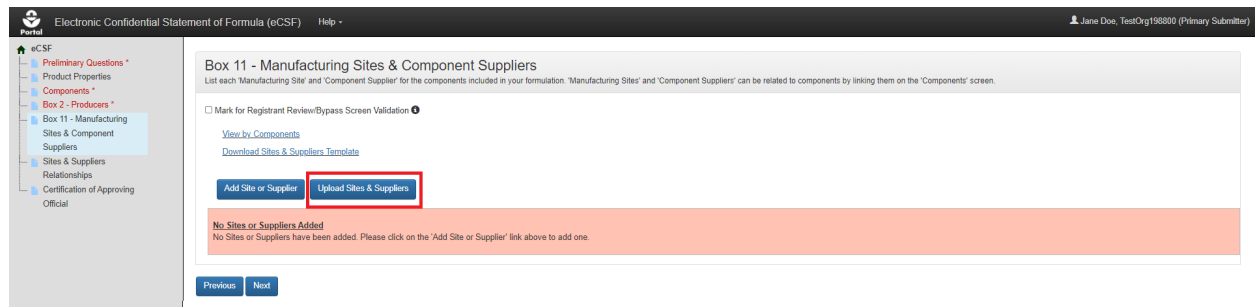 Portal
Electronic Confidential Statement of Formula (eCSF) Help -
Jane Doe, TestOrg198800 (Primary Submitter)
eCSF
Preliminary Questions *
Product Properties
Components *
Box 2 - Producers *
Box 11 - Manufacturing
Sites & Component
Suppliers
Sites & Suppliers
Relationships
Certification of Approving
Official
Box 11 - Manufacturing Sites & Component Suppliers
List each 'Manufacturing Site' and 'Component Supplier' for the components included in your formulation. 'Manufacturing Sites' and 'Component Suppliers' can be related to components by linking them on the 'Components' screen.
Mark for Registrant Review/Bypass Screen Validation
View by Components
Download Sites & Suppliers Template
Add Site or Supplier Upload Sites & Suppliers
No Sites or Suppliers Added
No Sites or Suppliers have been added. Please click on the 'Add Site or Supplier' link above to add one.
Previous Next